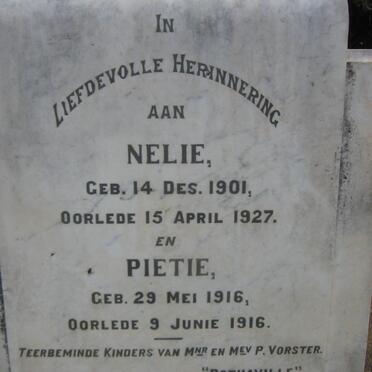 IN
LIEFDEVOLLE HERINNERING
AAN
NELIE,
GEB. 14 DES. 1901,
OORLEDE 15 APRIL 1927.
EN
PIETIE,
GEB. 29 MEI 1916,
OORLEDE 9 JUNIE 1916.
TEERBEMINDE KINDERS VAN MNR EN MEV P. VORSTER.